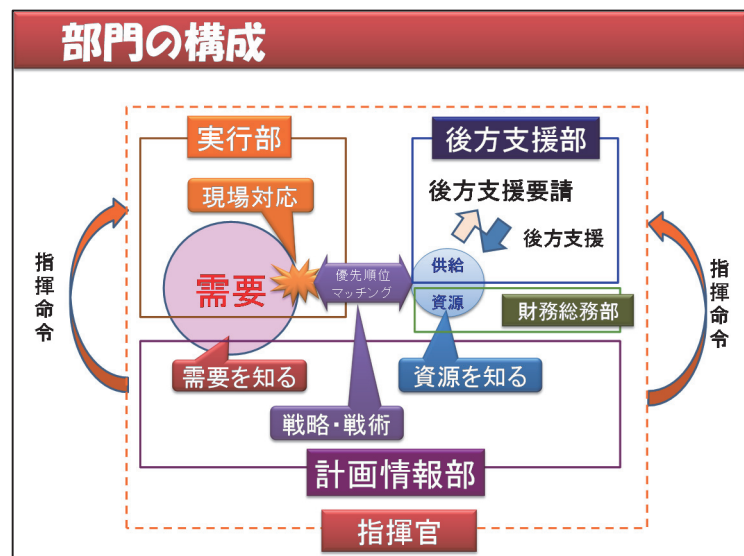 部門の構成
実行部
後方支援部
現場対応
後方支援要請
後方支援
指揮命令
需要
優先順位
マッチング
供給
資源
財務総務部
指揮命令
需要を知る
資源を知る
戦略・戦術
計画情報部
指揮官